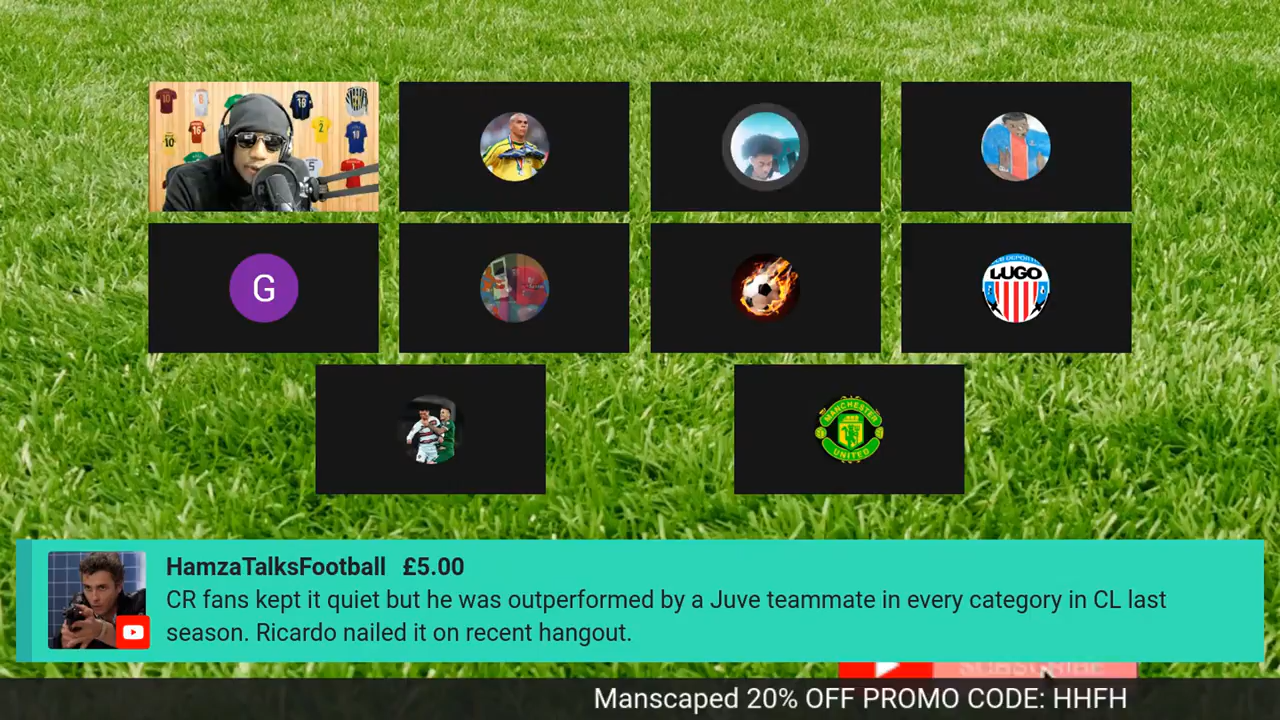 G
LUGO
MANCHESTER
UNITED
HamzaTalksFootball £5.00
CR fans kept it quiet but he was outperformed by a Juve teammate in every category in CL last
season. Ricardo nailed it on recent hangout.
SUBSCRIBE
Manscaped 20% OFF PROMO CODE: HHFH